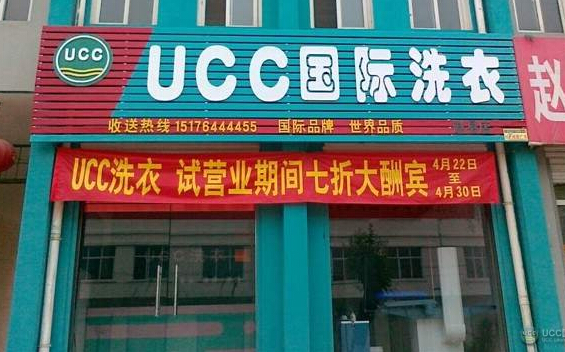 UCC
UCC国际洗衣
收送热线 15176444455 国际品牌 世界品质
赵
UCC洗衣 试营业期间七折大酬宾 4月22日
至
4月30日